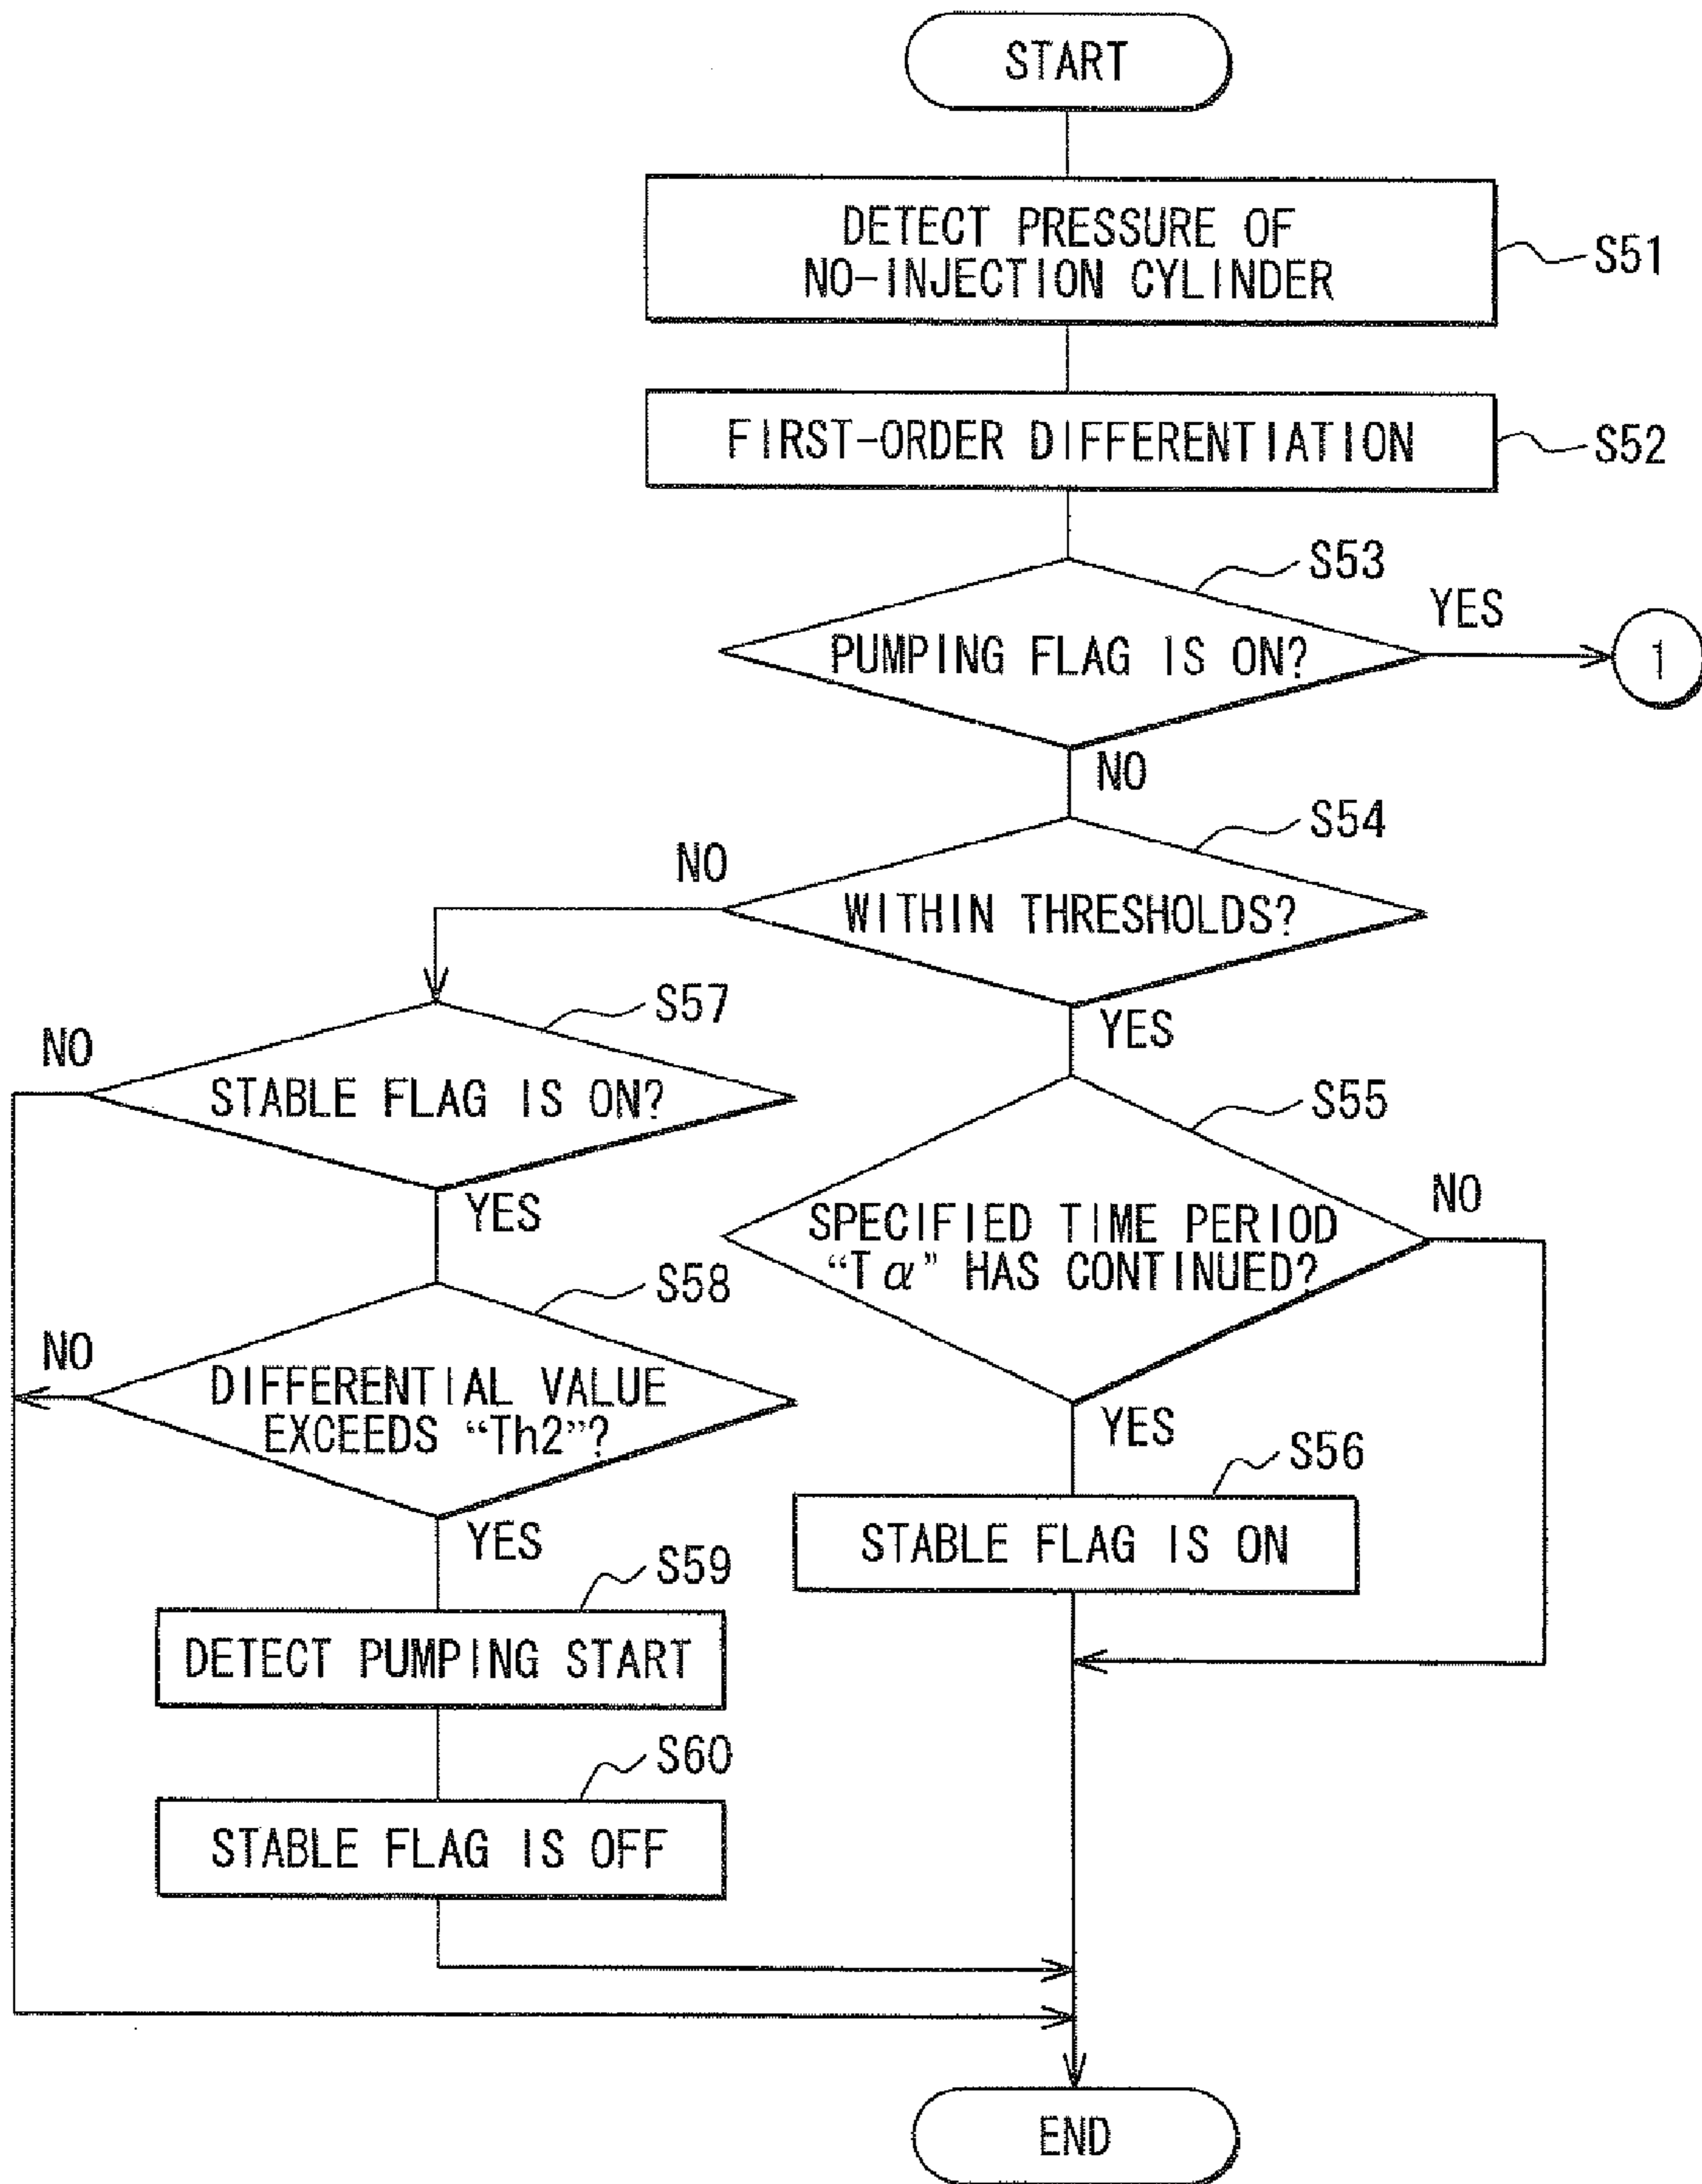 START
DETECT PRESSURE OF
NO-INJECTION CYLINDER
S51
FIRST-ORDER DIFFERENTIATION
S52
S53
PUMPING FLAG IS ON?
YES
1
NO
S54
NO
WITHIN THRESHOLDS?
YES
S57
NO
STABLE FLAG IS ON?
YES
S55
SPECIFIED TIME PERIOD
“Tα” HAS CONTINUED?
NO
YES
S58
NO
DIFFERENTIAL VALUE
EXCEEDS “Th2”?
YES
S56
STABLE FLAG IS ON
S59
DETECT PUMPING START
S60
STABLE FLAG IS OFF
END